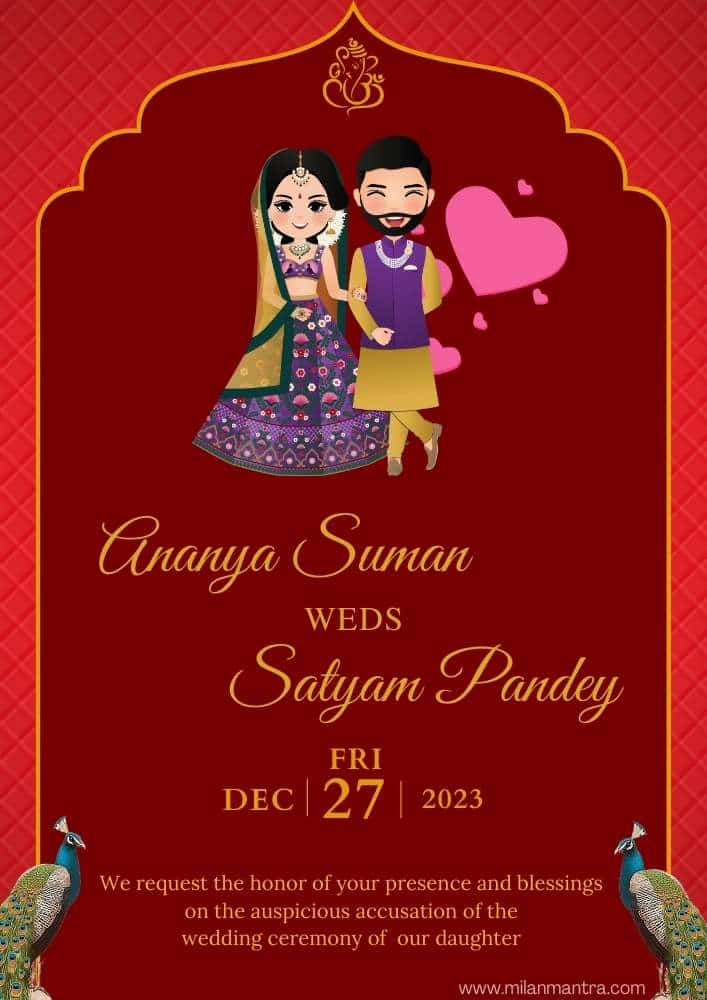 Ananya Suman
WEDS
Satyam Pandey
FRI
DEC | 27 | 2023
We request the honor of your presence and blessings
on the auspicious accusation of the
wedding ceremony of our daughter
www.milanmantra.com